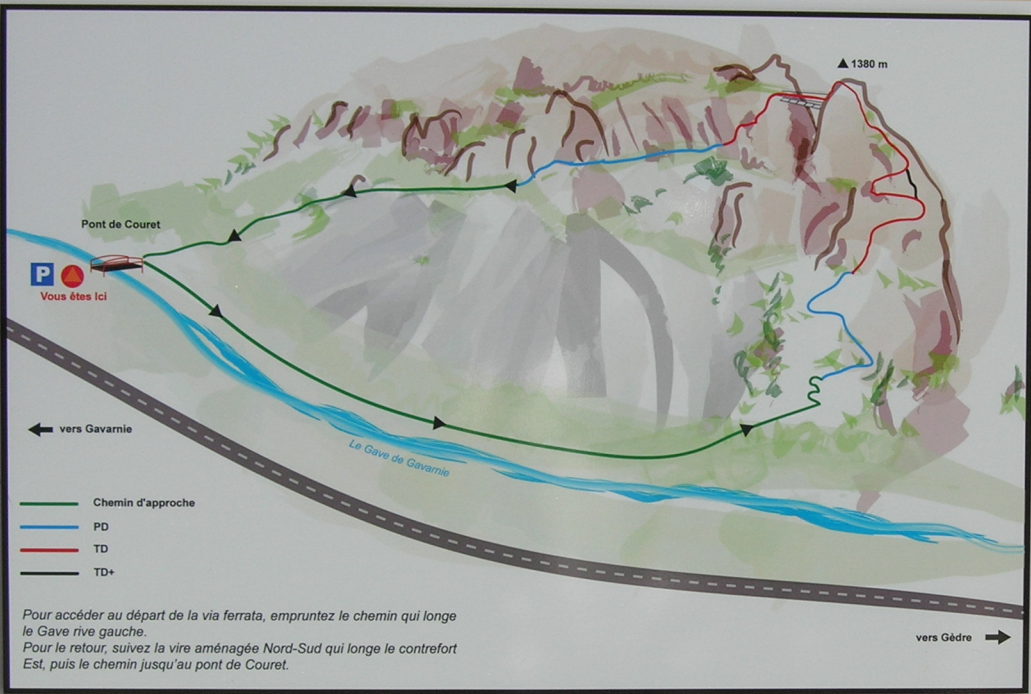 1380 m
Pont de Couret
P
Vous êtes Ici
vers Gavarnie
Le Gave de Gavarnie
Chemin d'approche
PD
TD
TD+
Pour accéder au départ de la via ferrata, empruntez le chemin qui longe
le Gave rive gauche.
Pour le retour, suivez la vire aménagée Nord-Sud qui longe le contrefort
Est, puis le chemin jusqu'au pont de Couret.
vers Gèdre